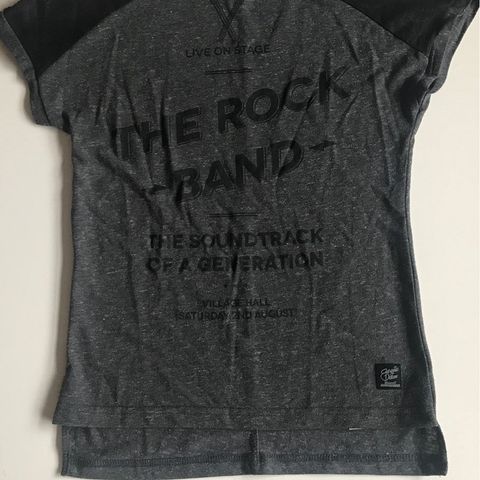 LIVE ON STAGE
THE ROCK
-BAND-
THE SOUNDTRACK
OF A GENERATION
VILLAGE HALL
(SATURDAY 2ND AUGUST)